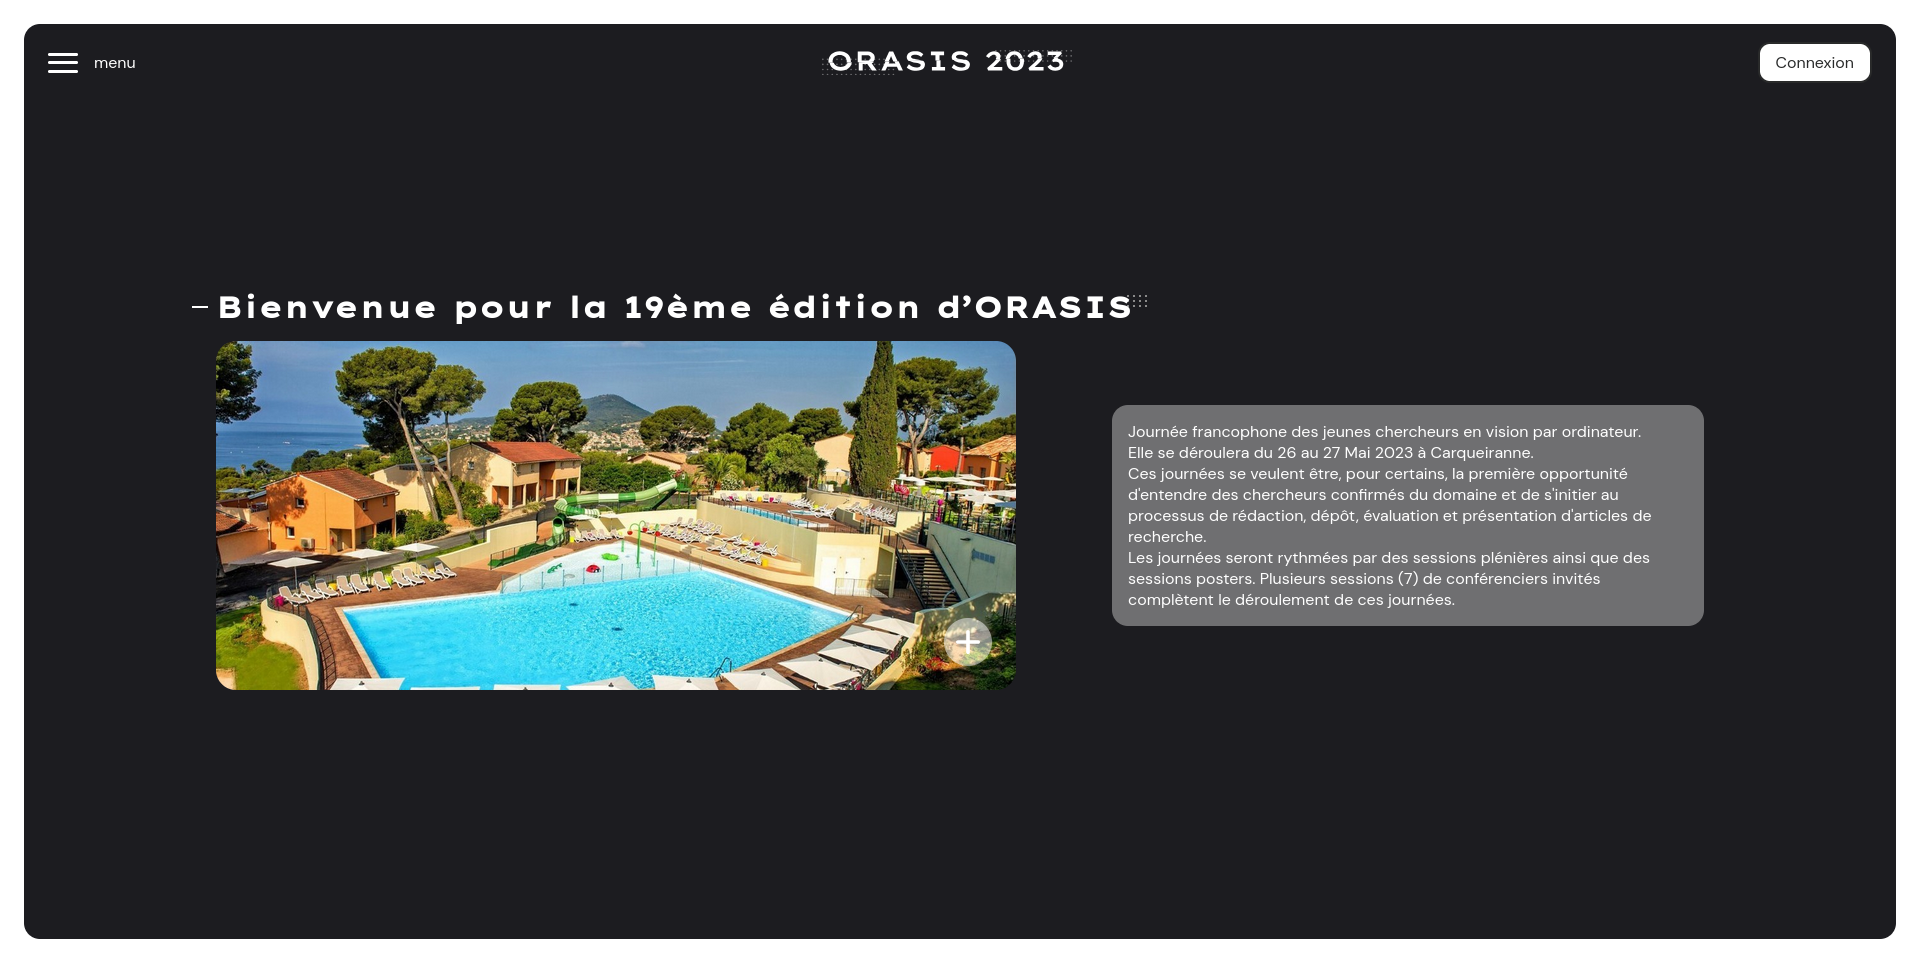 menu
ORASIS 2023
Connexion
Bienvenue pour la 19ème édition d’ORASIS
Journée francophone des jeunes chercheurs en vision par ordinateur.
Elle se déroulera du 26 au 27 Mai 2023 à Carqueiranne.
Ces journées se veulent être, pour certains, la première opportunité
d'entendre des chercheurs confirmés du domaine et de s'initier au
processus de rédaction, dépôt, évaluation et présentation d'articles de
recherche.
Les journées seront rythmées par des sessions plénières ainsi que des
sessions posters. Plusieurs sessions (7) de conférenciers invités
complètent le déroulement de ces journées.